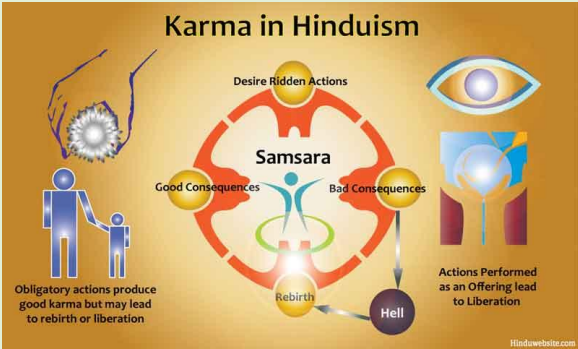 Karma in Hinduism
Desire Ridden Actions
Samsara
Good Consequences
Bad Consequences
Rebirth
Hell
Obligatory actions produce
good karma but may lead
to rebirth or liberation
Actions Performed
as an Offering lead
to Liberation
Hinduwebsite.com